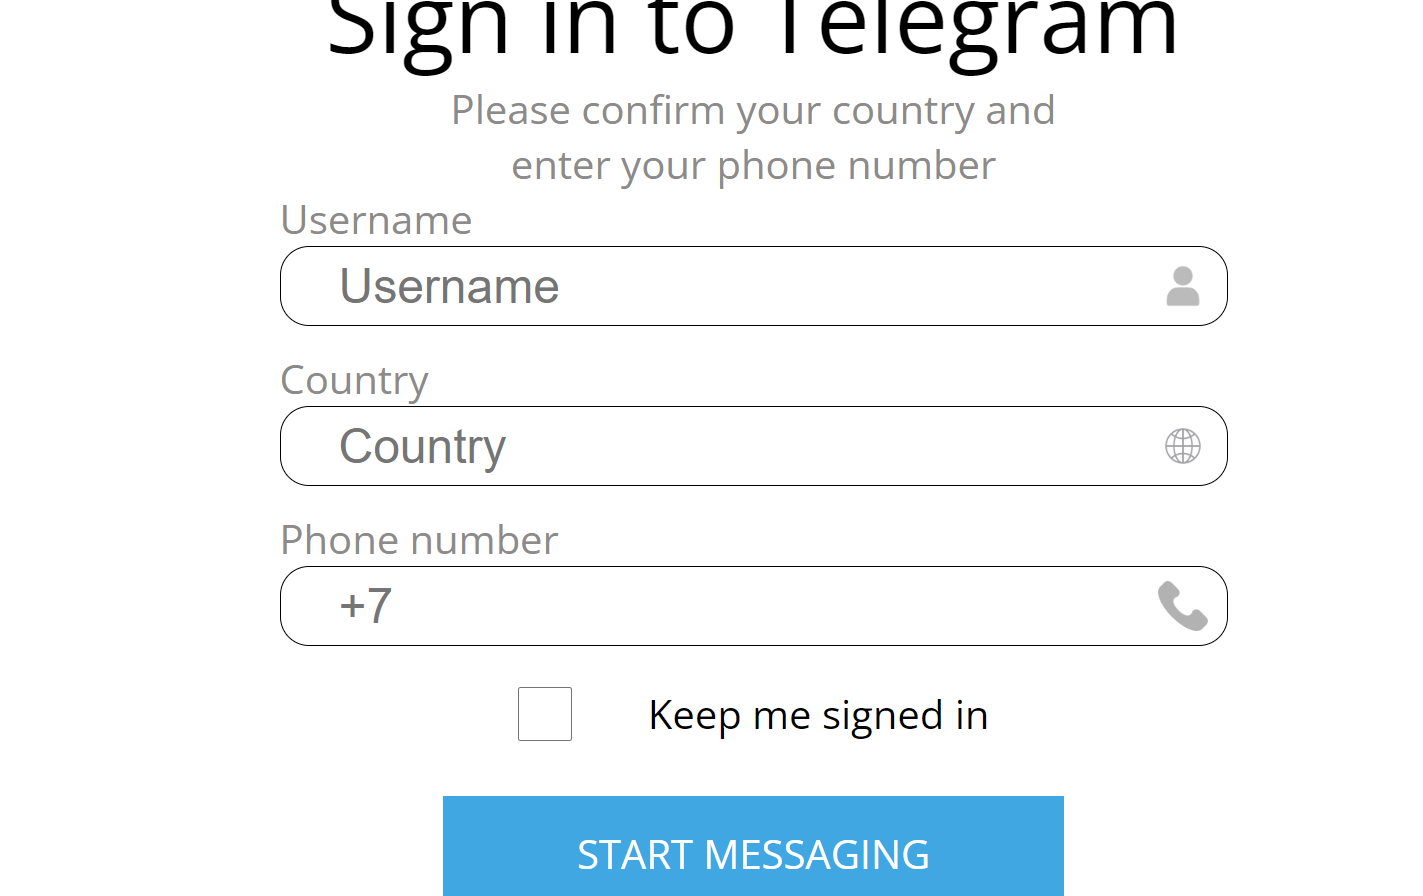 Sign in to Telegram
Please confirm your country and
enter your phone number
Username
Username
Country
Country
Phone number
+7
Keep me signed in
START MESSAGING